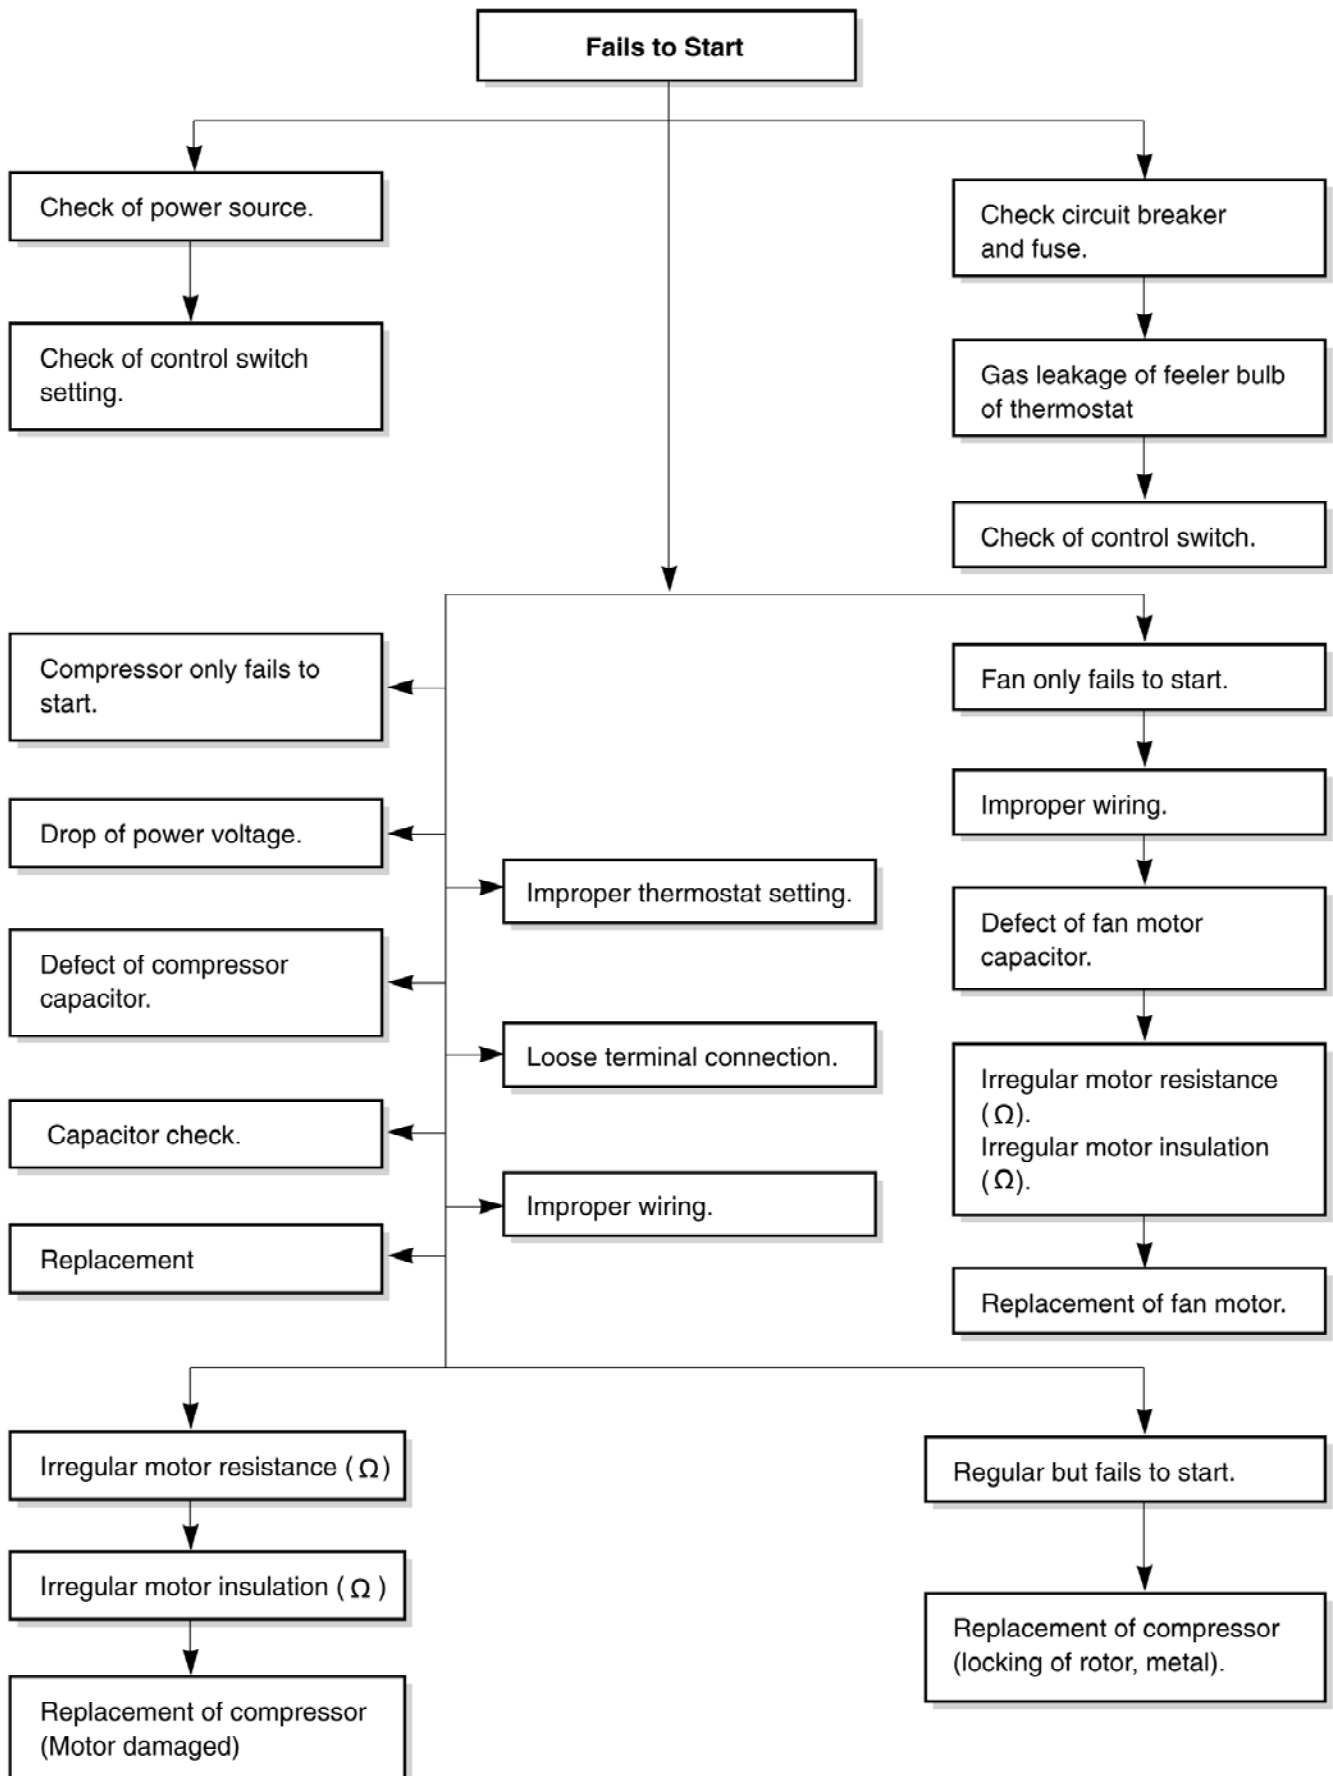 Fails to Start
Check of power source.
Check circuit breaker
and fuse.
Check of control switch
setting.
Gas leakage of feeler bulb
of thermostat
Check of control switch.
Compressor only fails to
start.
Fan only fails to start.
Drop of power voltage.
Improper wiring.
Improper thermostat setting.
Defect of compressor
capacitor.
Defect of fan motor
capacitor.
Loose terminal connection.
Irregular motor resistance
(Ω).
Irregular motor insulation
(Ω).
Capacitor check.
Improper wiring.
Replacement
Replacement of fan motor.
Irregular motor resistance (Ω)
Regular but fails to start.
Irregular motor insulation (Ω )
Replacement of compressor
(locking of rotor, metal).
Replacement of compressor
(Motor damaged)